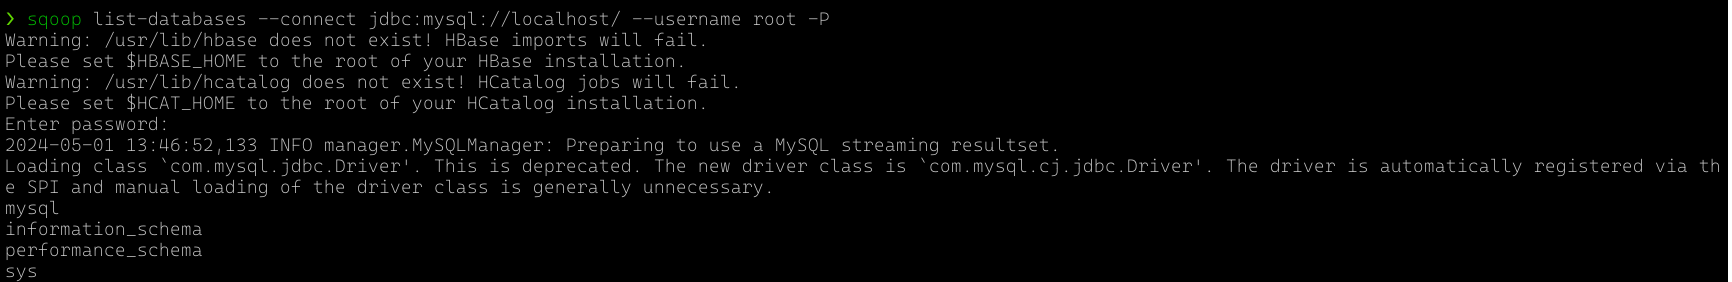 ❯ sqoop list-databases --connect jdbc:mysql://localhost/ --username root -P
Warning: /usr/lib/hbase does not exist! HBase imports will fail.
Please set $HBASE_HOME to the root of your HBase installation.
Warning: /usr/lib/hcatalog does not exist! HCatalog jobs will fail.
Please set $HCAT_HOME to the root of your HCatalog installation.
Enter password:
2024-05-01 13:46:52,133 INFO manager.MySQLManager: Preparing to use a MySQL streaming resultset.
Loading class `com.mysql.jdbc.Driver'. This is deprecated. The new driver class is `com.mysql.cj.jdbc.Driver'. The driver is automatically registered via th
e SPI and manual loading of the driver class is generally unnecessary.
mysql
information_schema
performance_schema
sys